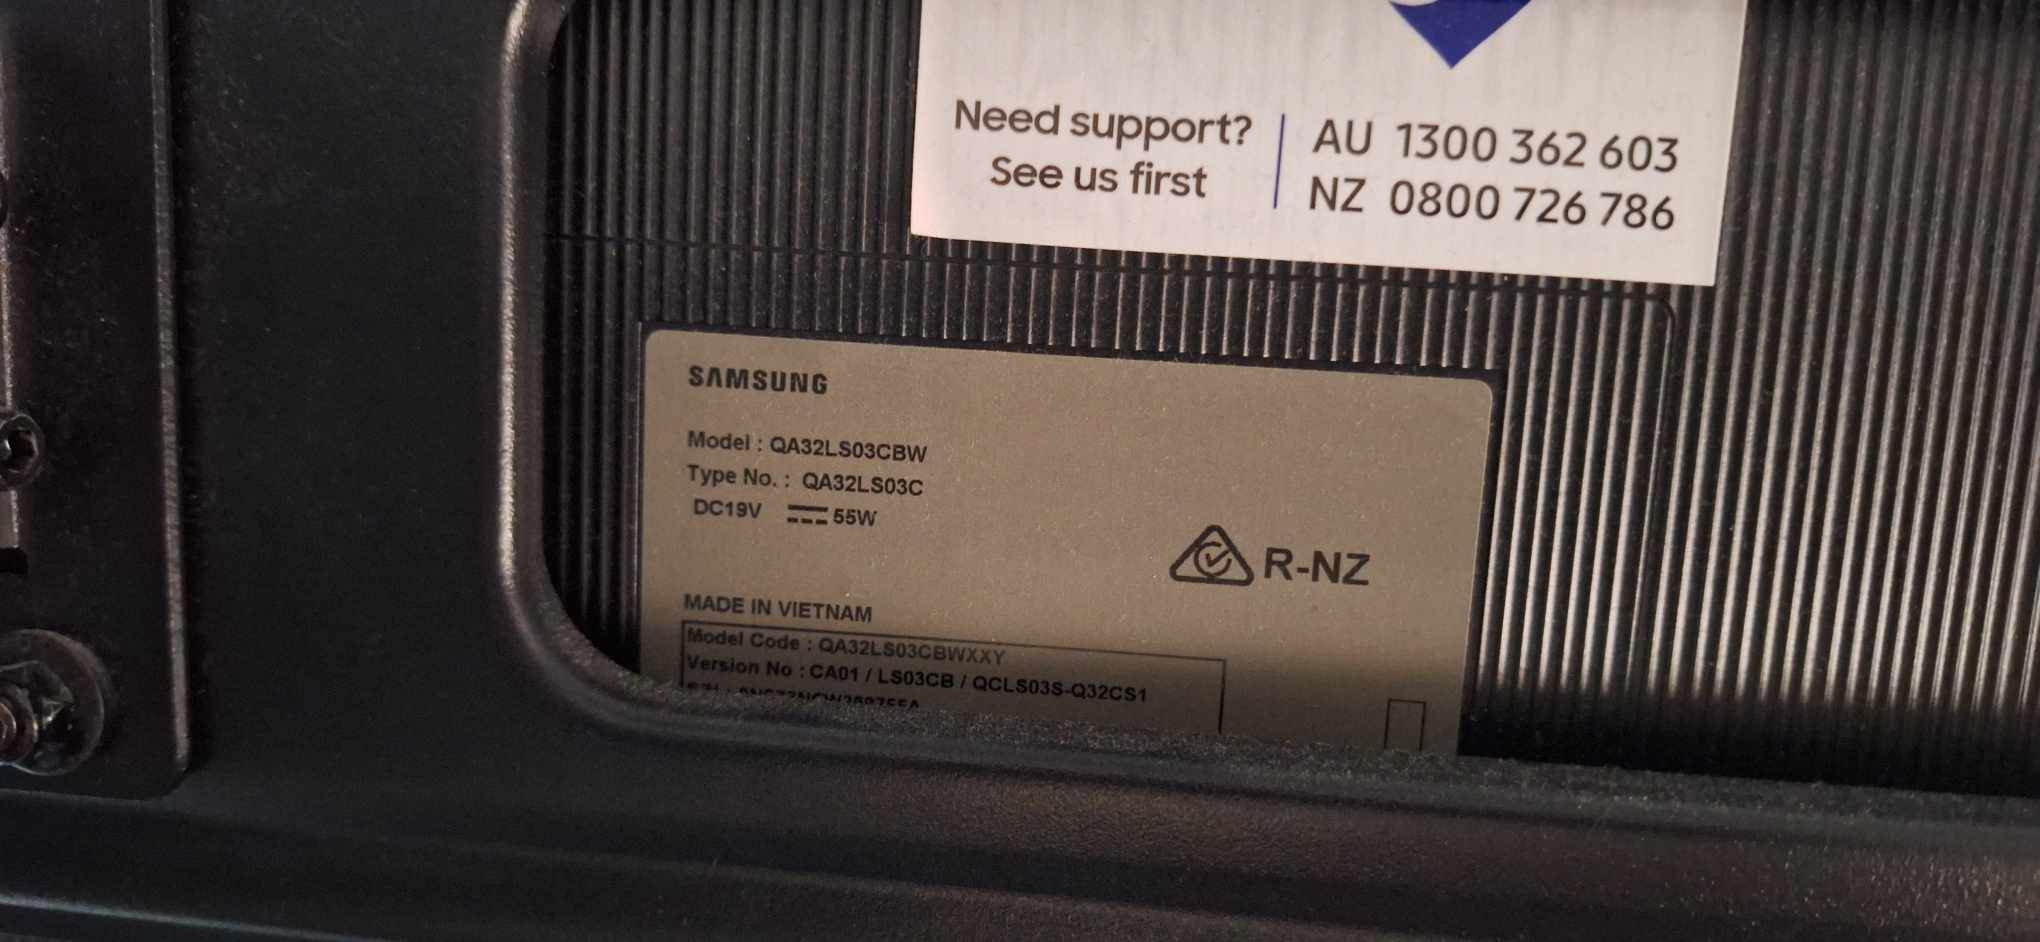 Need support?
See us first
AU 1300 362 603
NZ 0800 726 786
SAMSUNG
Model : QA32LS03CBW
Type No. : QA32LS03C
DC19V 55W
R-NZ
MADE IN VIETNAM
Model Code : QA32LS03CBWXXY
Version No : CA01 / LS03CB / QCLS03S-Q32CS1